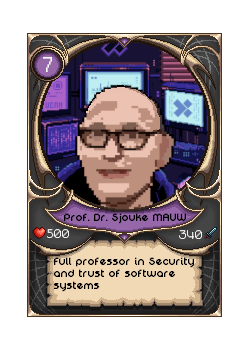 7
Prof. Dr. Sjouke MAUW
500
340
Full professor in Security
and trust of software
systems